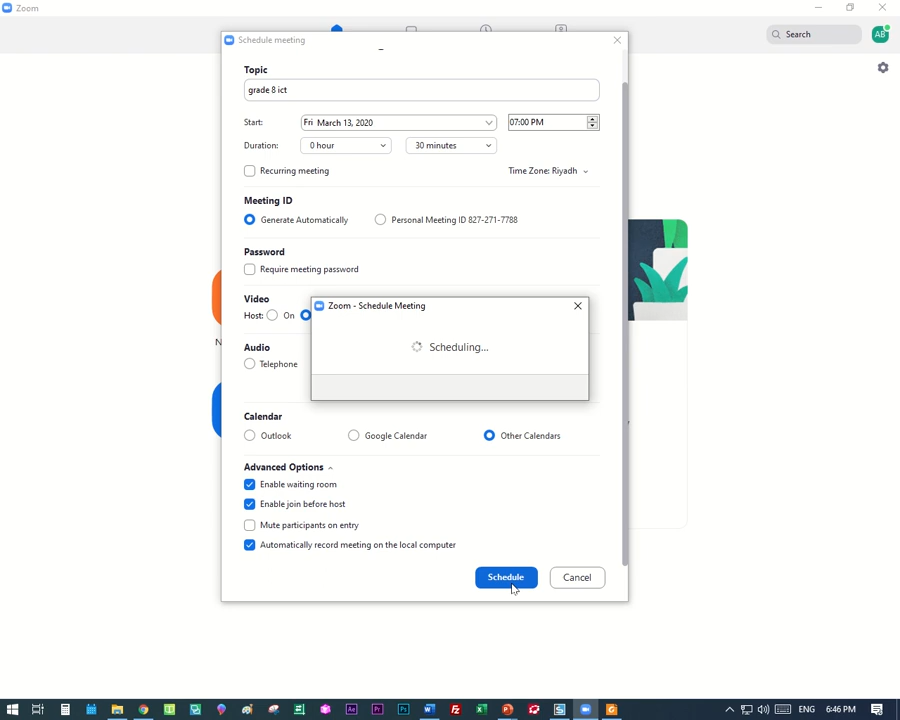 Zoom
Search
AB
Schedule meeting
Topic
grade 8 ict
Start:
Fri March 13, 2020
07:00 PM
Duration:
0 hour
30 minutes
Recurring meeting
Time Zone: Riyadh
Meeting ID
Generate Automatically
Personal Meeting ID 827-271-7788
Password
Require meeting password
Video
Host:
On
Zoom - Schedule Meeting
Scheduling...
Audio
Telephone
Calendar
Outlook
Google Calendar
Other Calendars
Advanced Options
Enable waiting room
Enable join before host
Mute participants on entry
Automatically record meeting on the local computer
Schedule
Cancel
N
ENG
6:46 PM